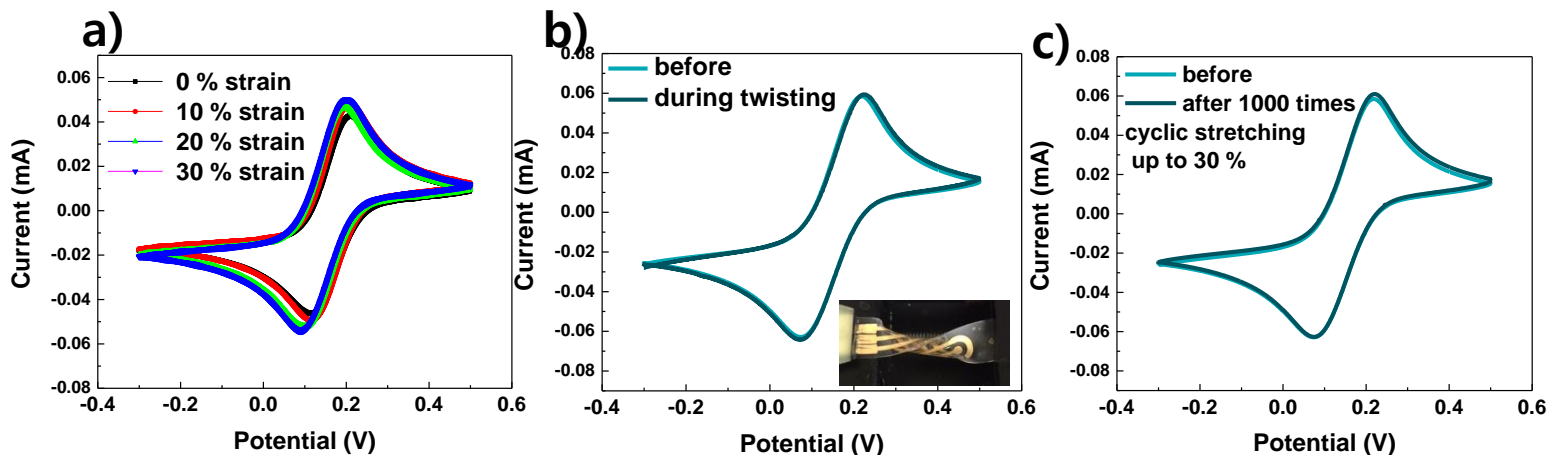 a)
0 % strain
10 % strain
20 % strain
30 % strain
Current (mA)
0.06
0.04
0.02
0.00
-0.02
-0.04
-0.06
-0.08
-0.4
-0.2
0.0
0.2
0.4
0.6
Potential (V)
b)
before
during twisting
Current (mA)
0.08
0.06
0.04
0.02
0.00
-0.02
-0.04
-0.06
-0.08
-0.4
-0.2
0.0
0.2
0.4
0.6
Potential (V)
c)
before
after 1000 times
cyclic stretching
up to 30 %
Current (mA)
0.08
0.06
0.04
0.02
0.00
-0.02
-0.04
-0.06
-0.08
-0.4
-0.2
0.0
0.2
0.4
0.6
Potential (V)